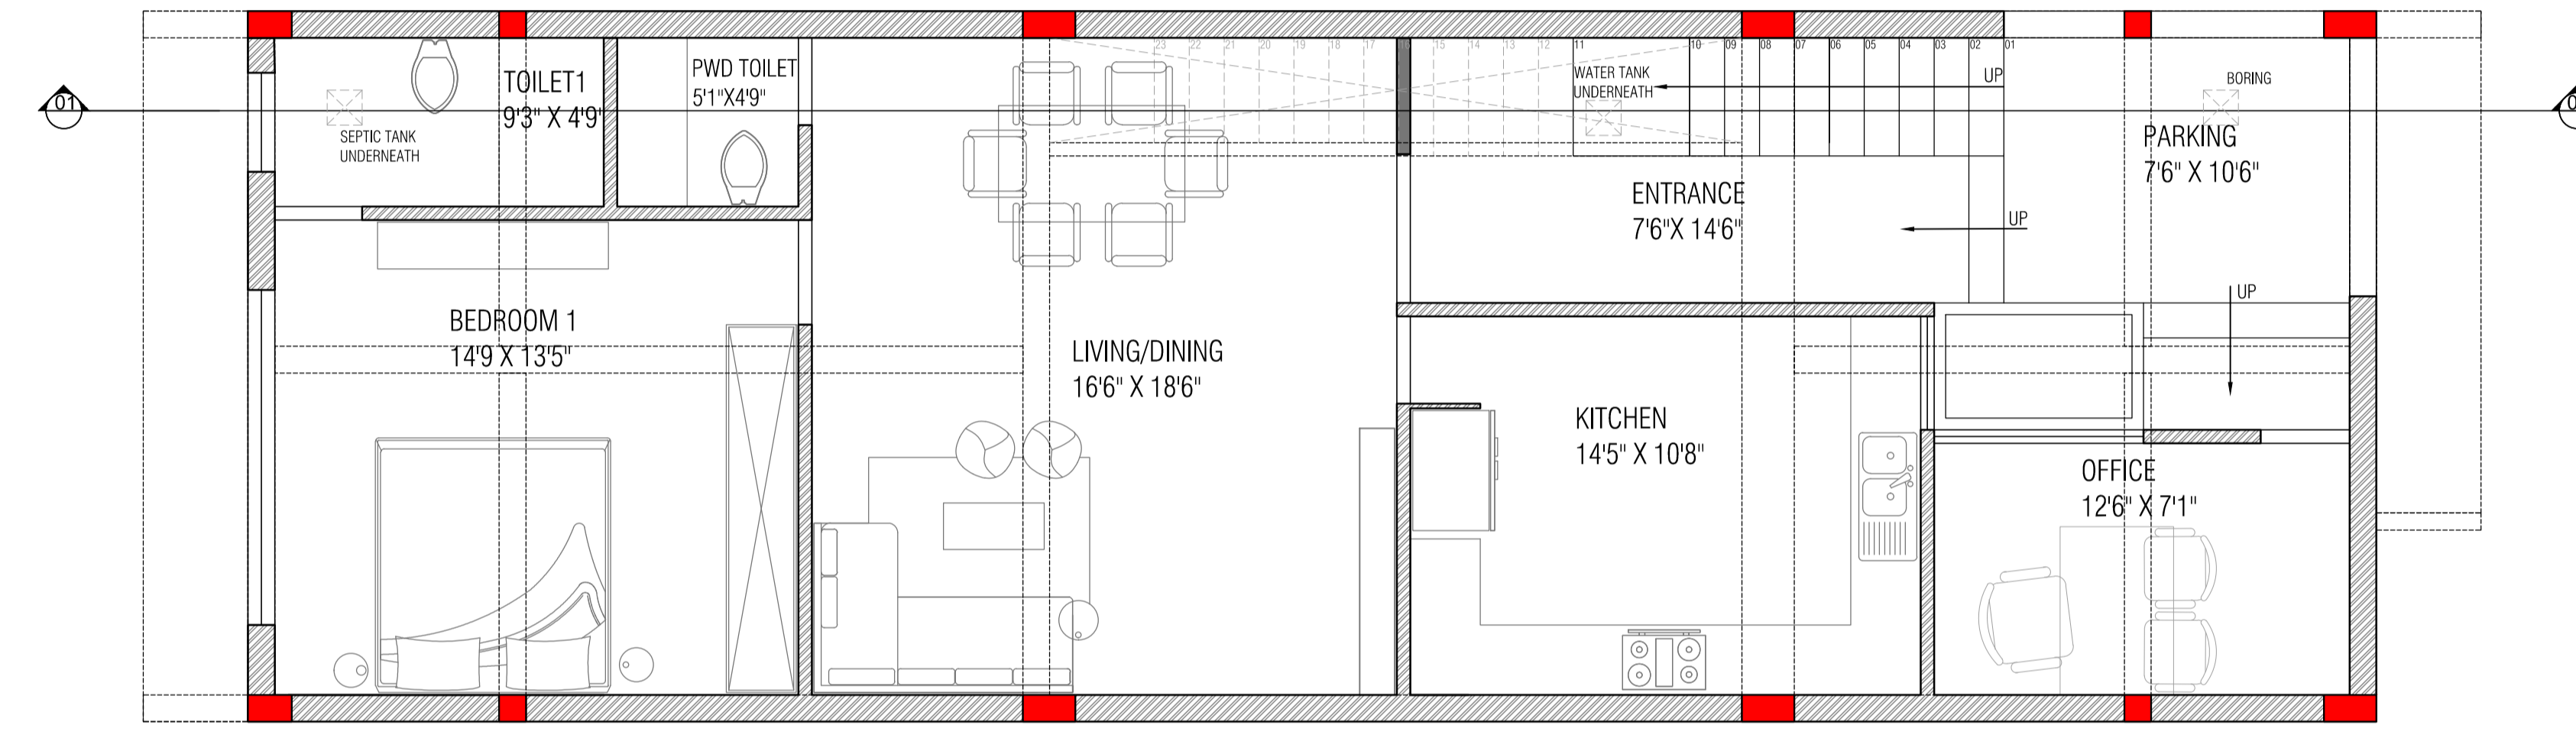 01
TOILET1
9'3" X 4'9"
SEPTIC TANK
UNDERNEATH
PWD TOILET
5'1"X4'9"
23 22 21 20 19 18 17 16 15 14 13 12 11 10 09 08 07 06 05 04 03 02 01
WATER TANK
UNDERNEATH
UP
BORING
PARKING
7'6" X 10'6"
ENTRANCE
7'6"X 14'6"
UP
UP
BEDROOM 1
14'9 X 13'5"
LIVING/DINING
16'6" X 18'6"
KITCHEN
14'5" X 10'8"
OFFICE
12'6" X 7'1"